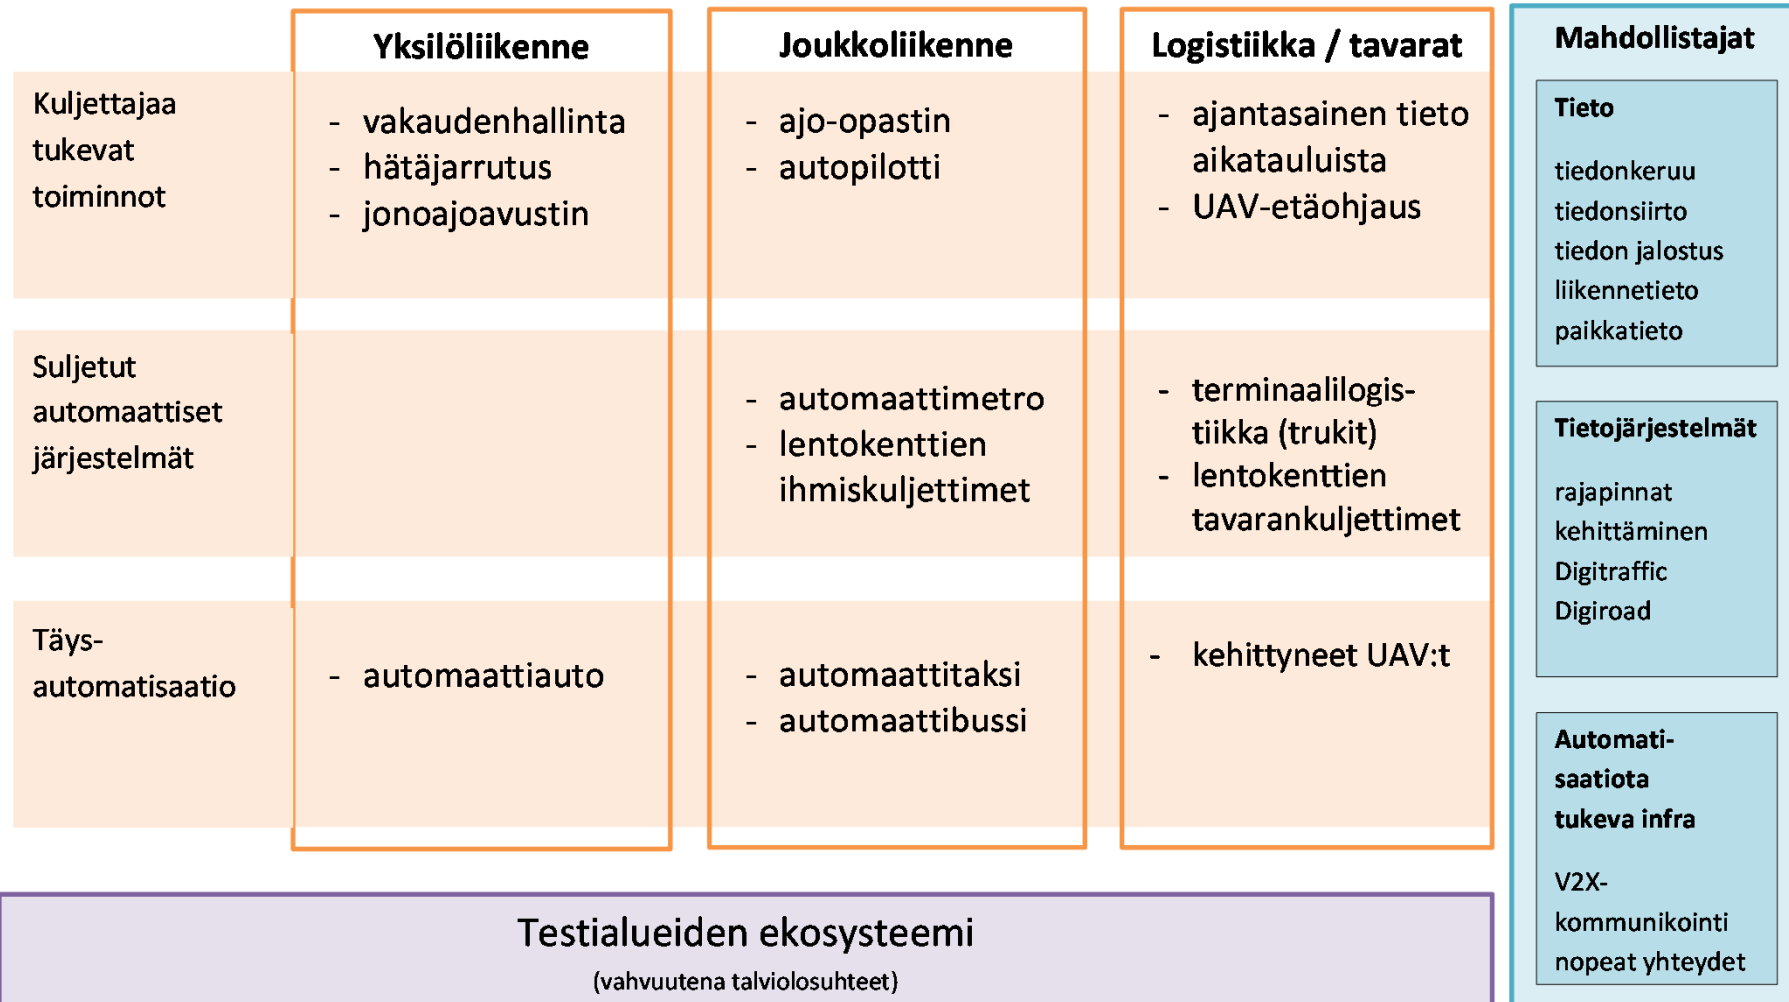 Yksilöliikenne
Joukkoliikenne
Logistiikka / tavarat
Kuljettajaa
tukevat
toiminnot
- vakaudenhallinta
- hätäjarrutus
- jonoajoavustin
- ajo-opastin
- autopilotti
- ajantasainen tieto
aikatauluista
- UAV-etäohjaus
Suljetut
automaattiset
järjestelmät
- automaattimetro
- lentokenttien
ihmiskuljettimet
- terminaalilogis-
tiikka (trukit)
- lentokenttien
tavarankuljettimet
Täys-
automatisaatio
- automaattiauto
- automaattitaksi
- automaattibussi
- kehittyneet UAV:t
Mahdollistajat
Tieto
tiedonkeruu
tiedonsiirto
tiedon jalostus
liikennetieto
paikkatieto
Tietojärjestelmät
rajapinnat
kehittäminen
Digitraffic
Digiroad
Automati-
saatiota
tukeva infra
V2X-
kommunikointi
nopeat yhteydet
Testialueiden ekosysteemi
(vahvuutena talviolosuhteet)